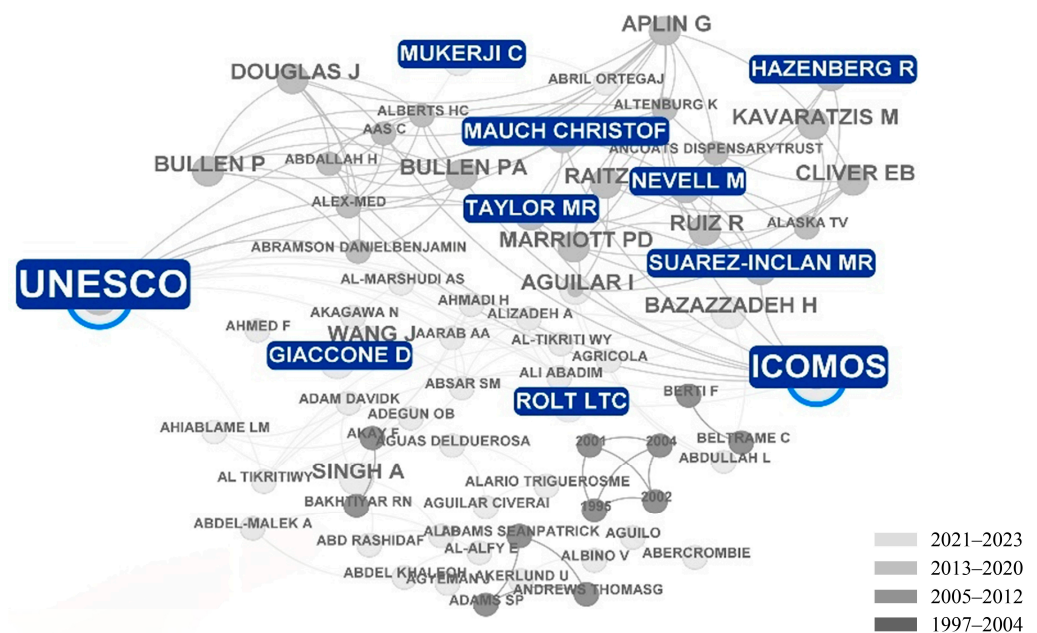 APLIN G
MUKERJI C
HAZENBERG R
DOUGLAS J
ABRIL ORTEGAJ
ALBERTS HC
ALTENBURG K
KAVARATZIS M
AAS C
MAUCH CHRISTOF
ANCOATS DISPENSARYTRUST
BULLEN P
ABDALLAH H
BULLEN PA
RAITZ
NEVELL M
CLIVER EB
ALEX-MED
TAYLOR MR
RUIZ R
ALASKA TV
ABRAMSON DANIELBENJAMIN
MARRIOTT PD
SUAREZ-INCLAN MR
UNESCO
AL-MARSHUDI AS
AGUILAR I
AHMADI H
BAZAZZADEH H
AKAGAWA N
ALIZADEH A
AHMED F
WANG J
AARAB AA
AL-TIKRITI WY
GIACCONE D
AGRICOLA
ICOMOS
ALI ABADIM
ABSAR SM
BERTI F
ADAM DAVIDK
ROLT LTC
ADEGUN OB
AHIABLAME LM
AKAY F
AGUAS DELDUEROSA
2001
2004
BELTRAME C
ABDULLAH L
AL TIKRITIWY
SINGH A
ALARIO TRIGUEROSME
BAKHTIYAR RN
AGUILAR CIVERAI
1995
2002
ABDEL-MALEK A
ABD RASHIDAF
ADAMS SEANPATRICK
AGUILO
AL-ALFY E
ALBINO V
ABERCROMBIE
ABDEL KHALEQH
AGYEMAN J
AKERLUND U
ANDREWS THOMASG
ADAMS SP
2021–2023
2013–2020
2005–2012
1997–2004